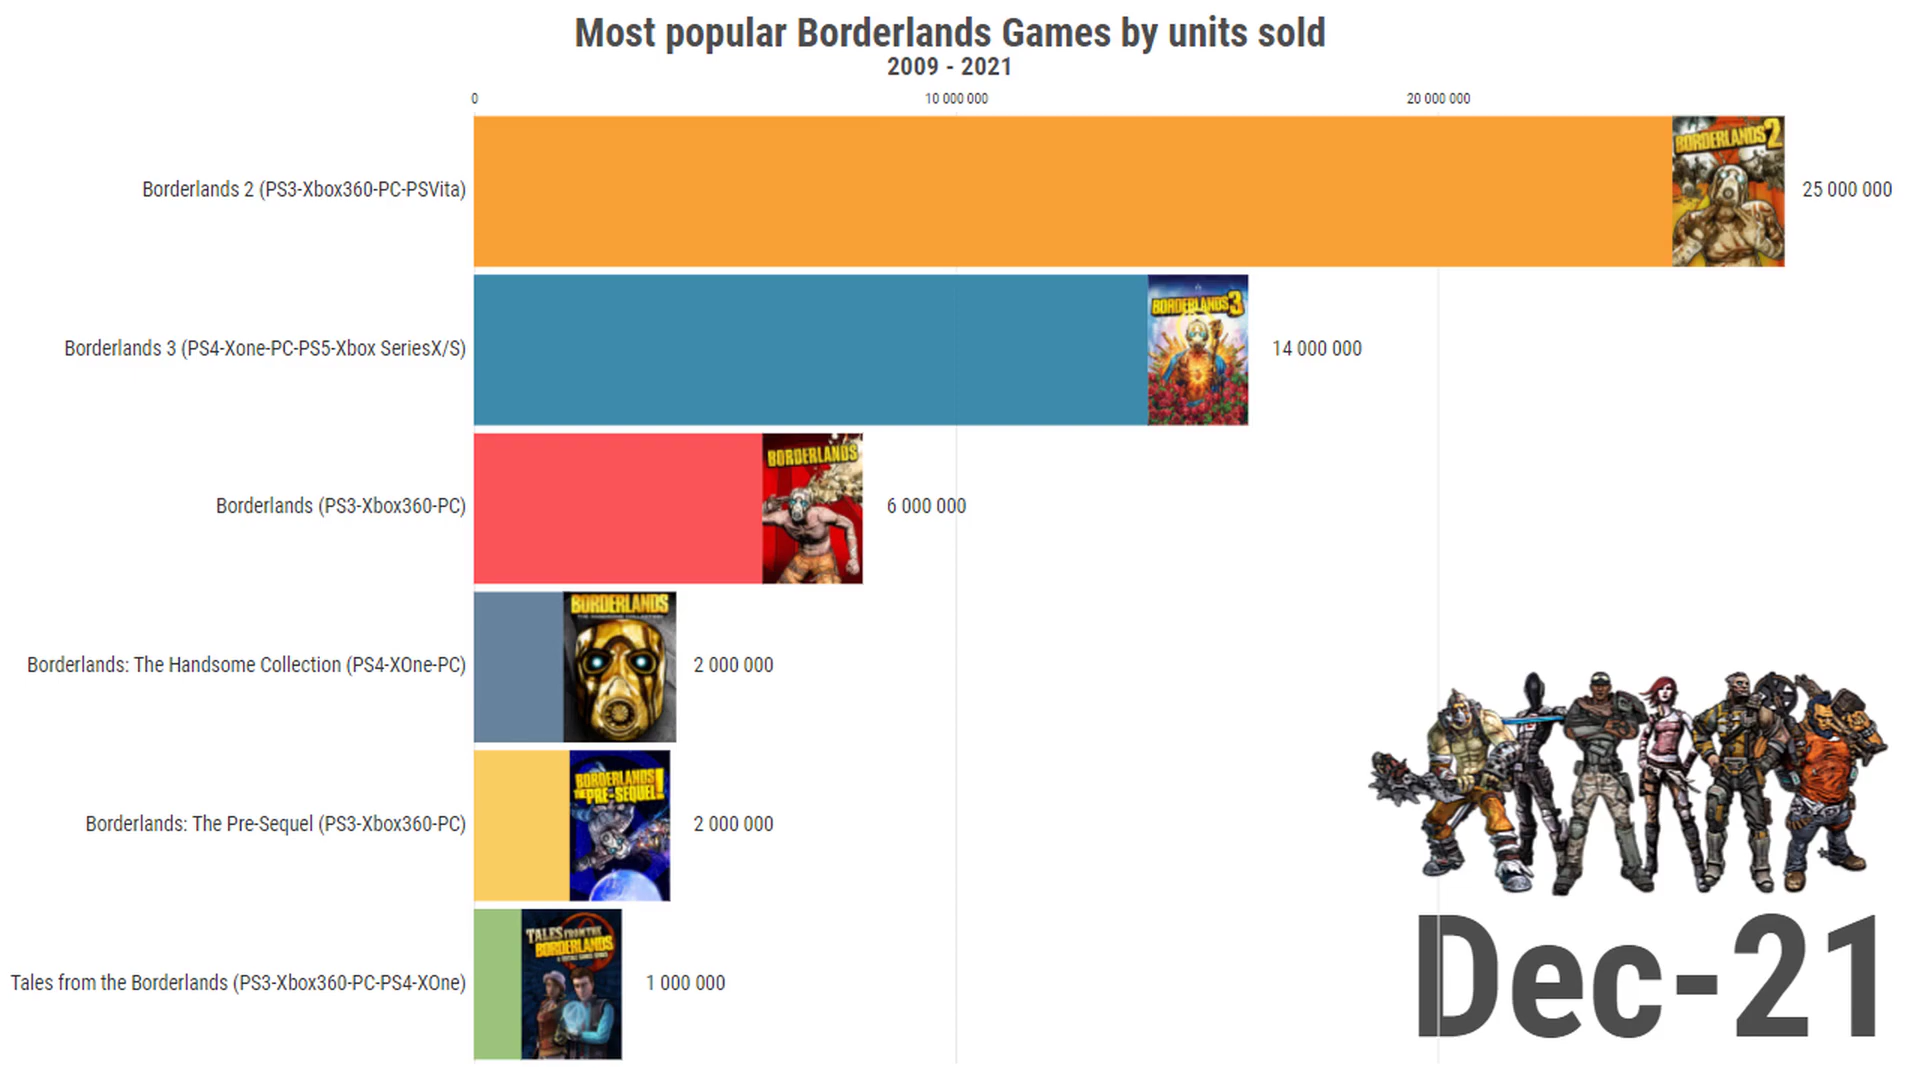 Most popular Borderlands Games by units sold
2009 - 2021
0 10 000 000 20 000 000
Borderlands 2 (PS3-Xbox360-PC-PSVita)
BORDERLANDS 2
25 000 000
Borderlands 3 (PS4-Xone-PC-PS5-Xbox SeriesX/S)
BORDERLANDS 3
14 000 000
Borderlands (PS3-Xbox360-PC)
BORDERLANDS
6 000 000
Borderlands: The Handsome Collection (PS4-XOne-PC)
BORDERLANDS
THE HANDSOME COLLECTION
2 000 000
Borderlands: The Pre-Sequel (PS3-Xbox360-PC)
BORDERLANDS
THE PRE-SEQUEL!
2 000 000
Tales from the Borderlands (PS3-Xbox360-PC-PS4-XOne)
TALES FROM THE
BORDERLANDS
1 000 000
Dec-21